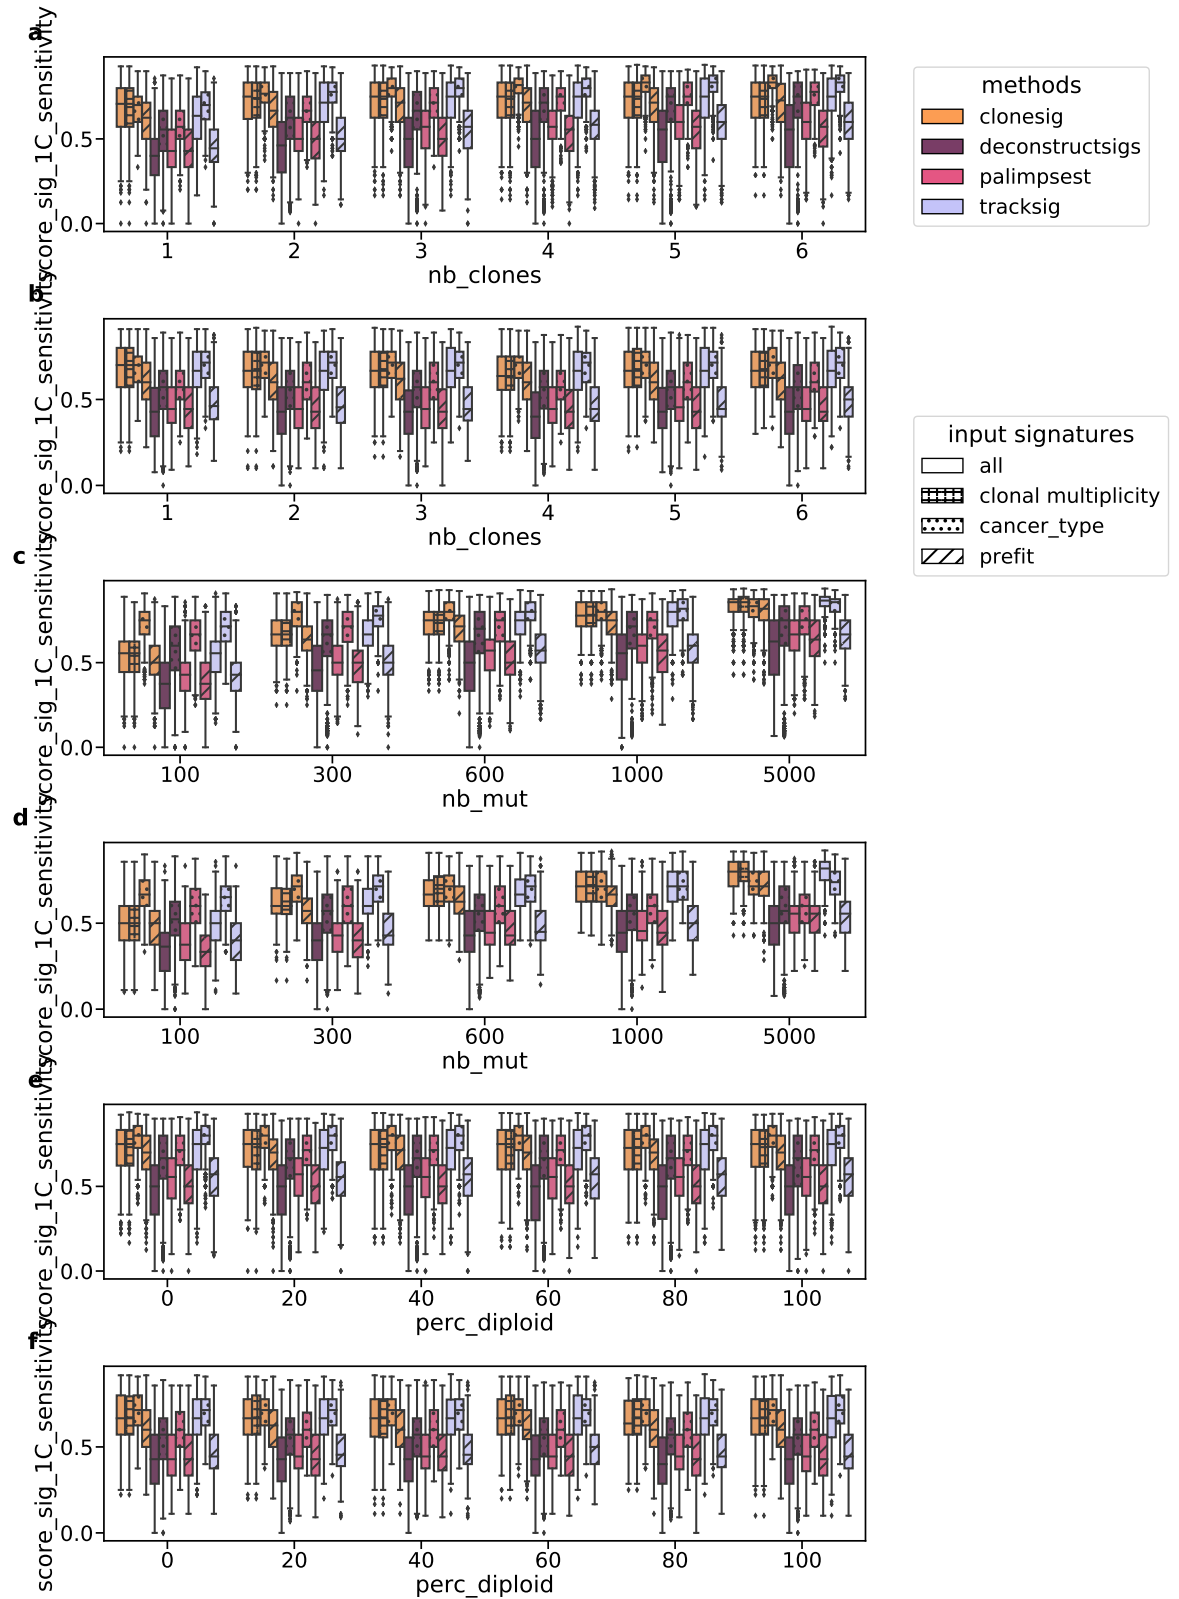 a
score_sig_1C_sensitivity
0.5
0.0
1 2 3 4 5 6
nb_clones
methods
clonesig
deconstructsigs
palimpsest
tracksig
b
score_sig_1C_sensitivity
0.5
0.0
1 2 3 4 5 6
nb_clones
input signatures
all
clonal multiplicity
cancer_type
prefit
c
score_sig_1C_sensitivity
0.5
0.0
100 300 600 1000 5000
nb_mut
d
score_sig_1C_sensitivity
0.5
0.0
100 300 600 1000 5000
nb_mut
e
score_sig_1C_sensitivity
0.5
0.0
0 20 40 60 80 100
perc_diploid
f
score_sig_1C_sensitivity
0.5
0.0
0 20 40 60 80 100
perc_diploid